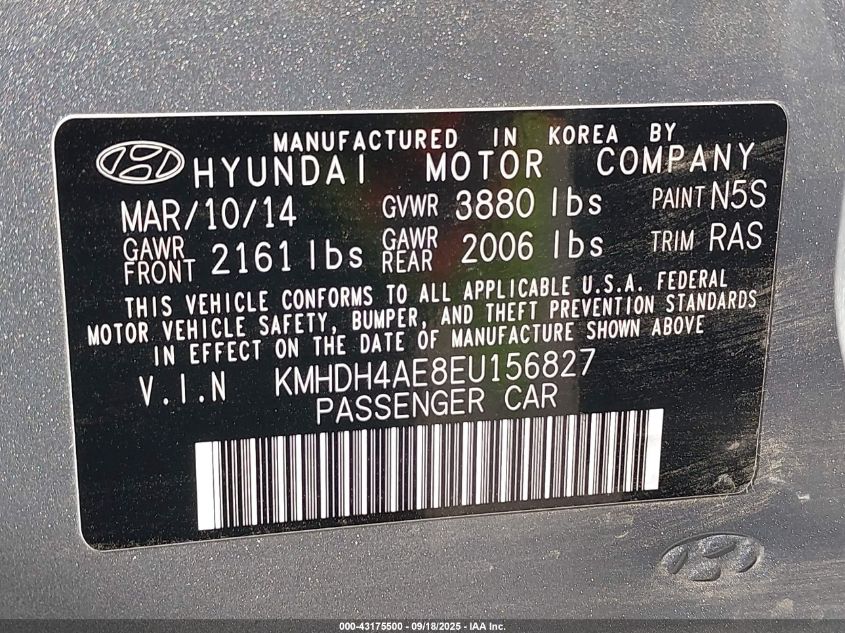 MANUFACTURED IN KOREA BY
HYUNDAI MOTOR COMPANY
MAR/10/14 GVWR 3880 lbs PAINT N5S
GAWR FRONT 2161 lbs GAWR REAR 2006 lbs TRIM RAS
THIS VEHICLE CONFORMS TO ALL APPLICABLE U.S.A. FEDERAL
MOTOR VEHICLE SAFETY, BUMPER, AND THEFT PREVENTION STANDARDS
IN EFFECT ON THE DATE OF MANUFACTURE SHOWN ABOVE
V.I.N KMHDH4AE8EU156827
PASSENGER CAR
000-43175500 - 09/18/2025 - IAA Inc.